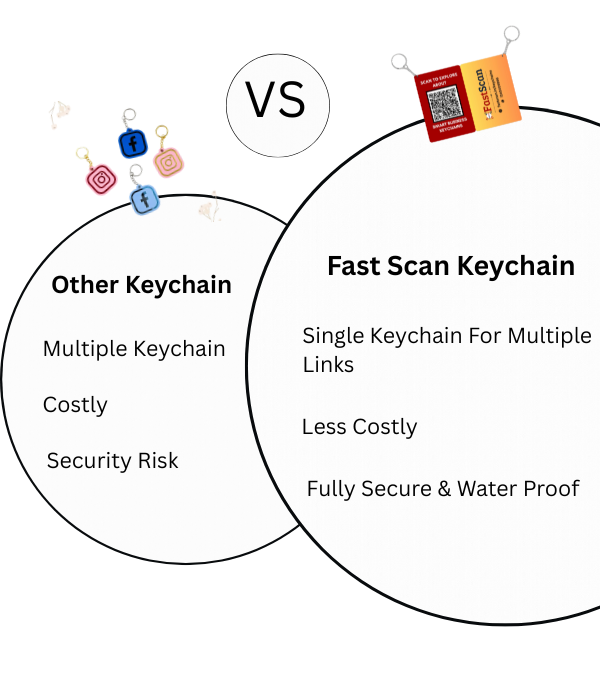 VS
SCAN TO EXPLORE
ABOUT
SMART BUSINESS
KEYCHAINS
FastScan
Other Keychain
Multiple Keychain
Costly
Security Risk
Fast Scan Keychain
Single Keychain For Multiple
Links
Less Costly
Fully Secure & Water Proof